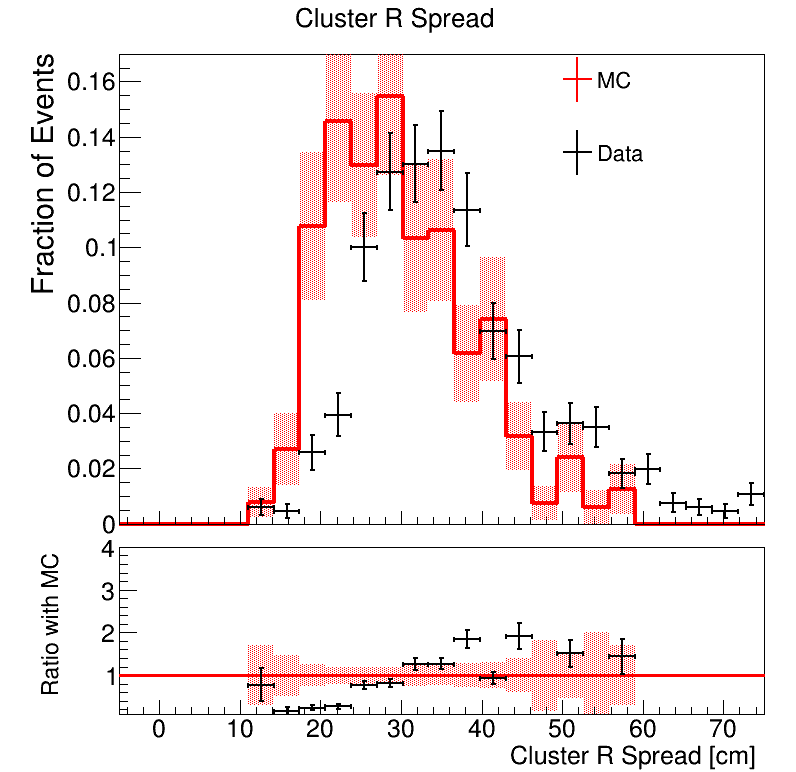 Cluster R Spread
Fraction of Events
0.16
0.14
0.12
0.1
0.08
0.06
0.04
0.02
0
MC
Data
Ratio with MC
4
3
2
1
0 10 20 30 40 50 60 70
Cluster R Spread [cm]